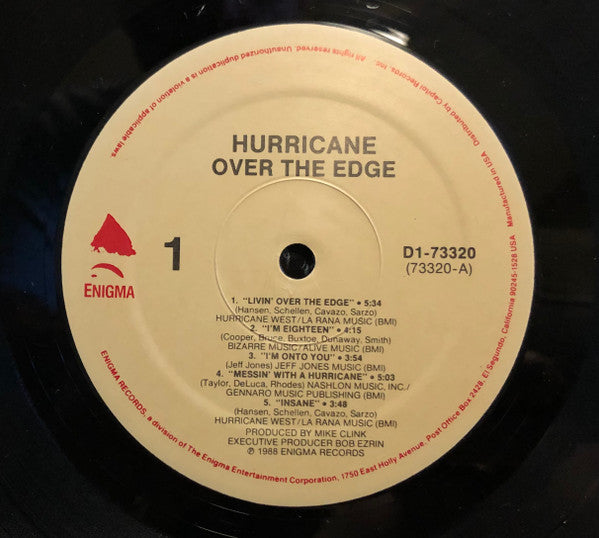 HURRICANE
OVER THE EDGE
1
D1-73320
(73320-A)
ENIGMA
1. "LIVIN' OVER THE EDGE" • 5:34
(Hansen, Schellen, Cavazo, Sarzo)
HURRICANE WEST/LA RANA MUSIC (BMI)
2. "I'M EIGHTEEN" • 4:15
(Cooper, Bruce, Buxtoe, Dunaway, Smith)
BIZARRE MUSIC/ALIVE MUSIC (BMI)
3. "I'M ONTO YOU" • 3:54
(Jeff Jones) JEFF JONES MUSIC (BMI)
4. "MESSIN' WITH A HURRICANE" • 5:03
(Taylor, DeLuca, Rhodes) NASHLON MUSIC, INC./
GENNARO MUSIC PUBLISHING (BMI)
5. "INSANE" • 3:48
(Hansen, Schellen, Cavazo, Sarzo)
HURRICANE WEST/LA RANA MUSIC (BMI)
PRODUCED BY MIKE CLINK
EXECUTIVE PRODUCER BOB EZRIN
℗ 1988 ENIGMA RECORDS
ENIGMA RECORDS, a division of The Enigma Entertainment Corporation, 1750 East Holly Avenue, Post Office Box 2428, El Segundo, California 90245-1528 USA Manufactured in USA Distributed by Capitol Records, Inc. All rights reserved. Unauthorized duplication is a violation of applicable laws.